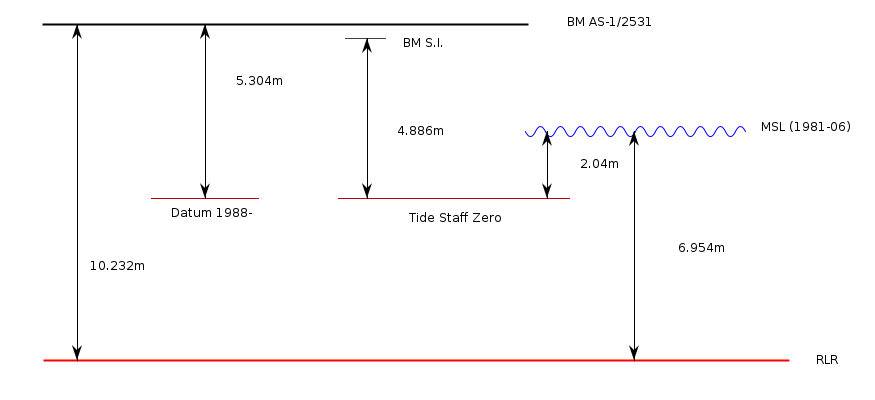 BM AS-1/2531
BM S.I.
5.304m
4.886m
MSL (1981-06)
2.04m
Datum 1988-
Tide Staff Zero
6.954m
10.232m
RLR